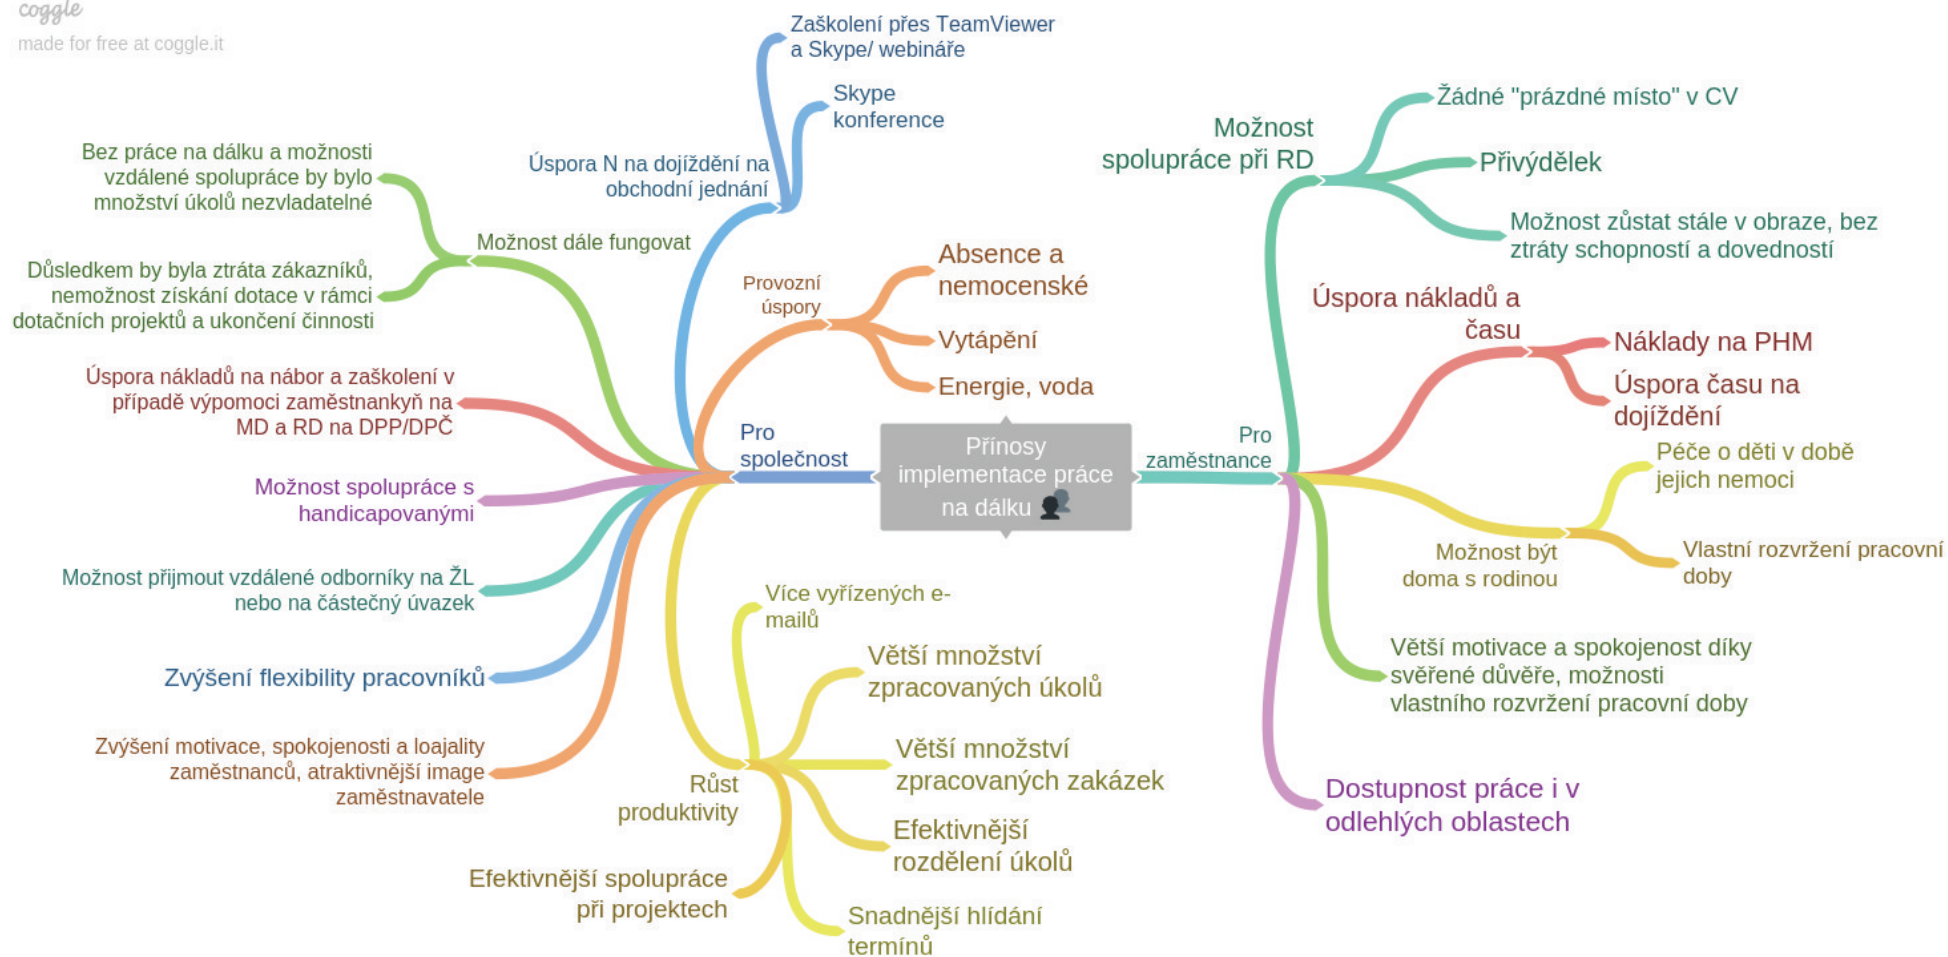 coggle
made for free at coggle.it
Zaškolení přes TeamViewer
a Skype/ webináře
Skype
konference
Úspora N na dojíždění na
obchodní jednání
Bez práce na dálku a možnosti
vzdálené spolupráce by bylo
množství úkolů nezvladatelné
Možnost dále fungovat
Důsledkem by byla ztráta zákazníků,
nemožnost získání dotace v rámci
dotačních projektů a ukončení činnosti
Provozní
úspory
Absence a
nemocenské
Vytápění
Energie, voda
Úspora nákladů na nábor a zaškolení v
případě výpomoci zaměstnankyň na
MD a RD na DPP/DPČ
Možnost spolupráce s
handicapovanými
Možnost přijmout vzdálené odborníky na ŽL
nebo na částečný úvazek
Zvýšení flexibility pracovníků
Zvýšení motivace, spokojenosti a loajality
zaměstnanců, atraktivnější image
zaměstnavatele
Pro
společnost
Přínosy
implementace práce
na dálku
Pro
zaměstnance
Více vyřízených e-
mailů
Větší množství
zpracovaných úkolů
Větší množství
zpracovaných zakázek
Růst
produktivity
Efektivnější
rozdělení úkolů
Efektivnější spolupráce
při projektech
Snadnější hlídání
termínů
Možnost
spolupráce při RD
Žádné "prázdné místo" v CV
Přivýdělek
Možnost zůstat stále v obraze, bez
ztráty schopností a dovedností
Úspora nákladů a
času
Náklady na PHM
Úspora času na
dojíždění
Péče o děti v době
jejich nemoci
Možnost být
doma s rodinou
Vlastní rozvržení pracovní
doby
Větší motivace a spokojenost díky
svěřené důvěře, možnosti
vlastního rozvržení pracovní doby
Dostupnost práce i v
odlehlých oblastech